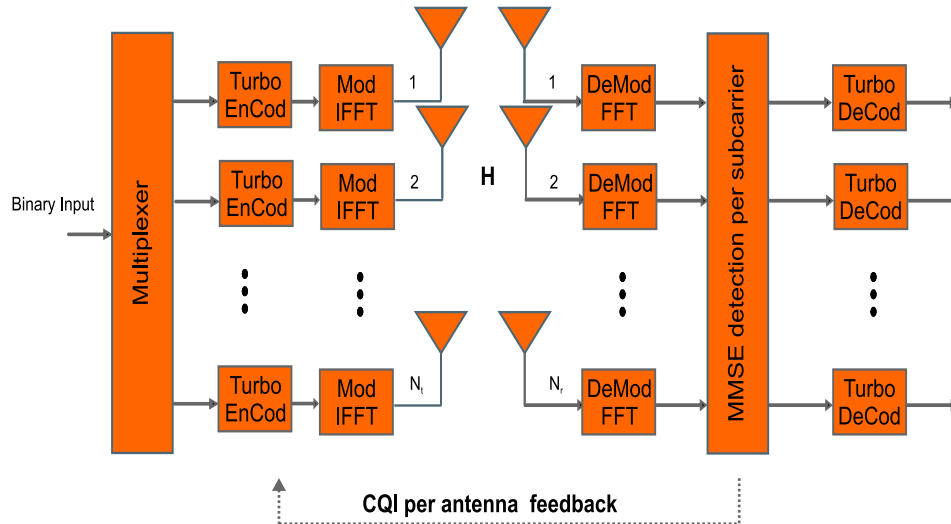 Binary Input
Multiplexer
Turbo
EnCod
Mod
IFFT
1
1
DeMod
FFT
Turbo
DeCod
Turbo
EnCod
Mod
IFFT
2
H
2
DeMod
FFT
Turbo
DeCod
MMSE detection per subcarrier
Turbo
EnCod
Mod
IFFT
Nₜ
Nᵣ
DeMod
FFT
Turbo
DeCod
CQI per antenna feedback